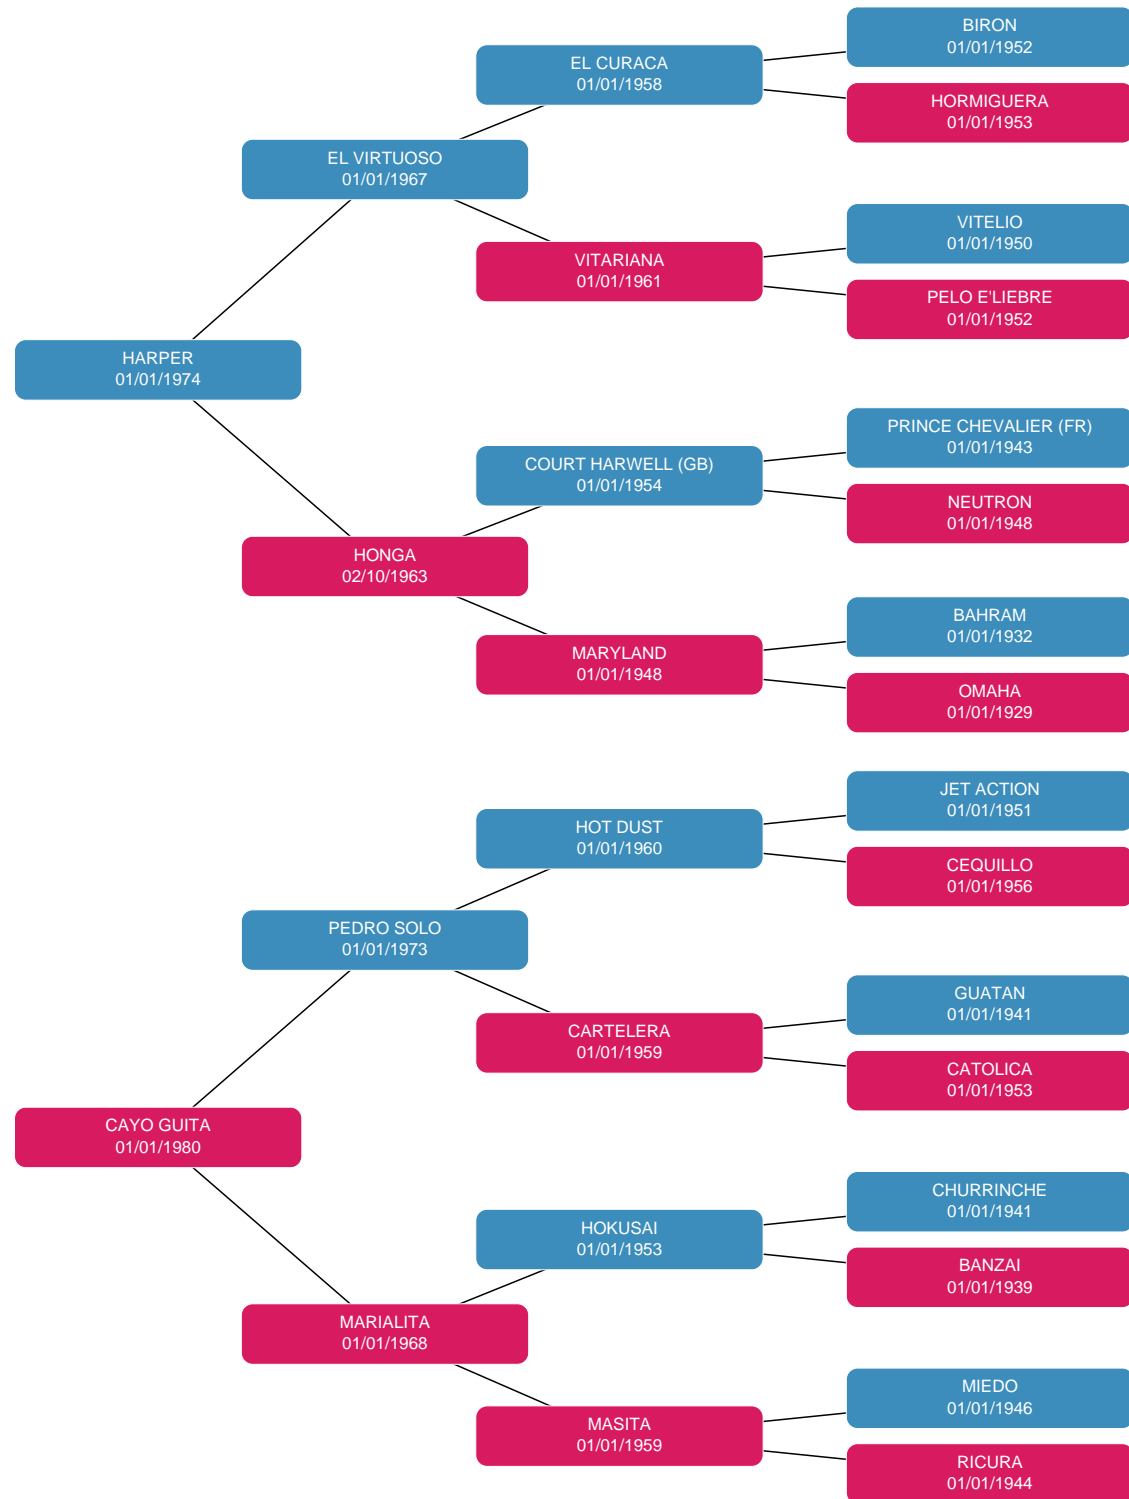 BIRON
01/01/1952
EL CURACA
01/01/1958
HORMIGUERA
01/01/1953
EL VIRTUOSO
01/01/1967
VITELIO
01/01/1950
VITARIANA
01/01/1961
PELO E'LIEBRE
01/01/1952
HARPER
01/01/1974
PRINCE CHEVALIER (FR)
01/01/1943
COURT HARWELL (GB)
01/01/1954
NEUTRON
01/01/1948
HONGA
02/10/1963
BAHRAM
01/01/1932
MARYLAND
01/01/1948
OMAHA
01/01/1929
JET ACTION
01/01/1951
HOT DUST
01/01/1960
CEQUILLO
01/01/1956
PEDRO SOLO
01/01/1973
GUATAN
01/01/1941
CARTELERA
01/01/1959
CATOLICA
01/01/1953
CAYO GUITA
01/01/1980
CHURRINCHE
01/01/1941
HOKUSAI
01/01/1953
BANZAI
01/01/1939
MARIALITA
01/01/1968
MIEDO
01/01/1946
MASITA
01/01/1959
RICURA
01/01/1944